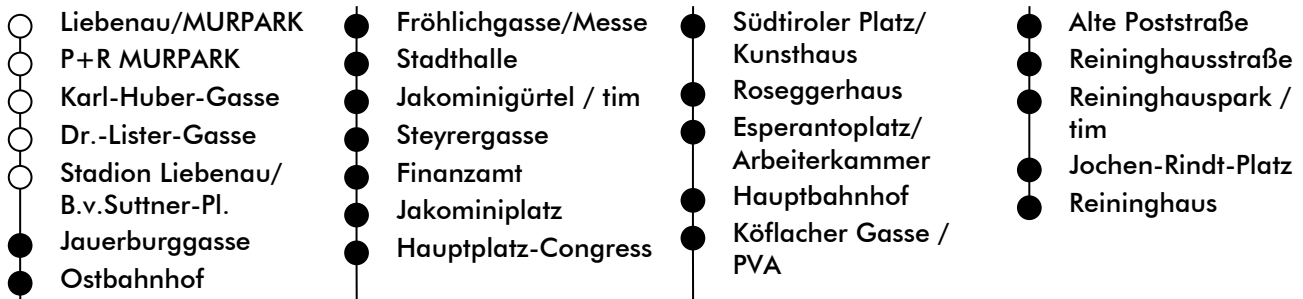 Liebenau/MURPARK
P+R MURPARK
Karl-Huber-Gasse
Dr.-Lister-Gasse
Stadion Liebenau/
B.v.Suttner-Pl.
Jauerburggasse
Ostbahnhof
Fröhlichgasse/Messe
Stadthalle
Jakominigürtel / tim
Steyrergasse
Finanzamt
Jakominiplatz
Hauptplatz-Congress
Südtiroler Platz/
Kunsthaus
Roseggerhaus
Esperantoplatz/
Arbeiterkammer
Hauptbahnhof
Köflacher Gasse /
PVA
Alte Poststraße
Reininghausstraße
Reininghauspark /
tim
Jochen-Rindt-Platz
Reininghaus